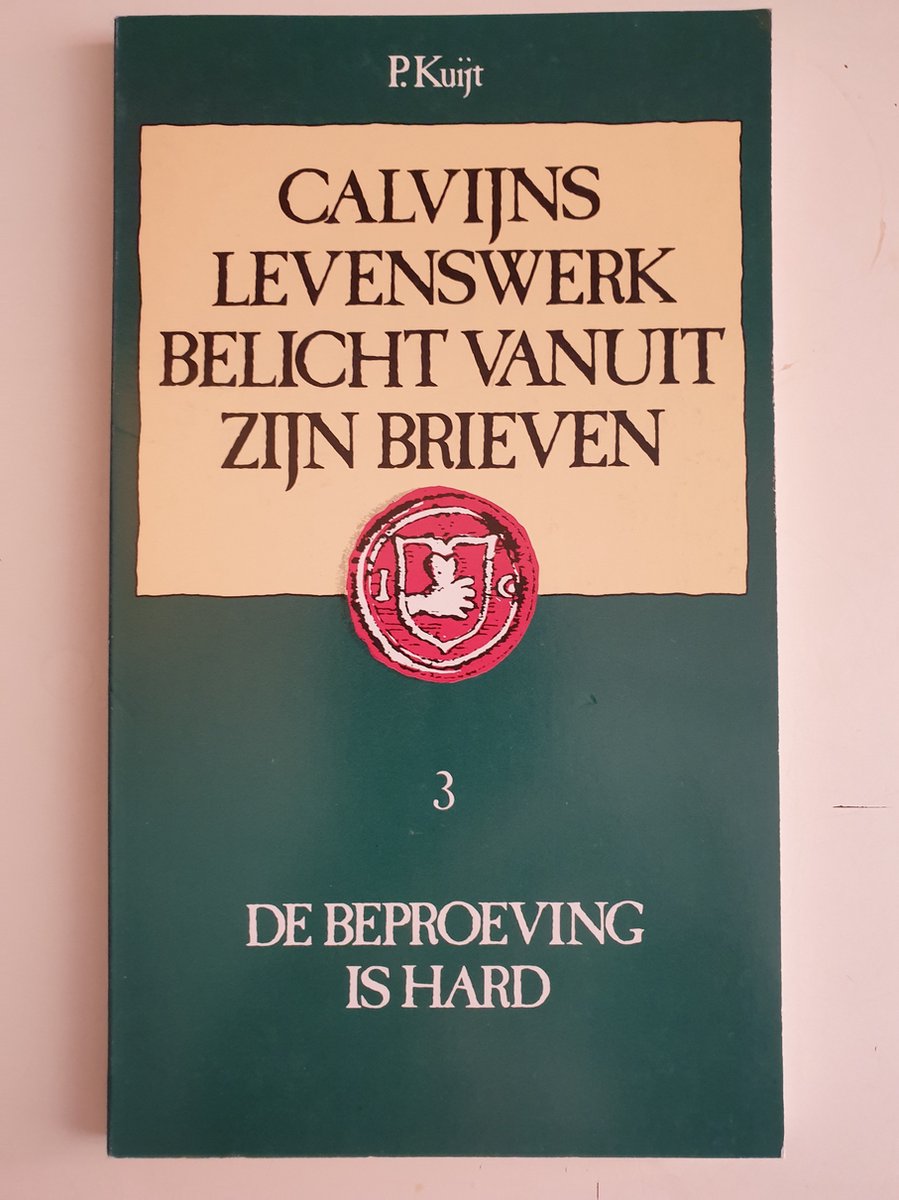 P. Kuijt
CALVIJNS
LEVENSWERK
BELICHT VANUIT
ZIJN BRIEVEN
I C
3
DE BEPROEVING
IS HARD